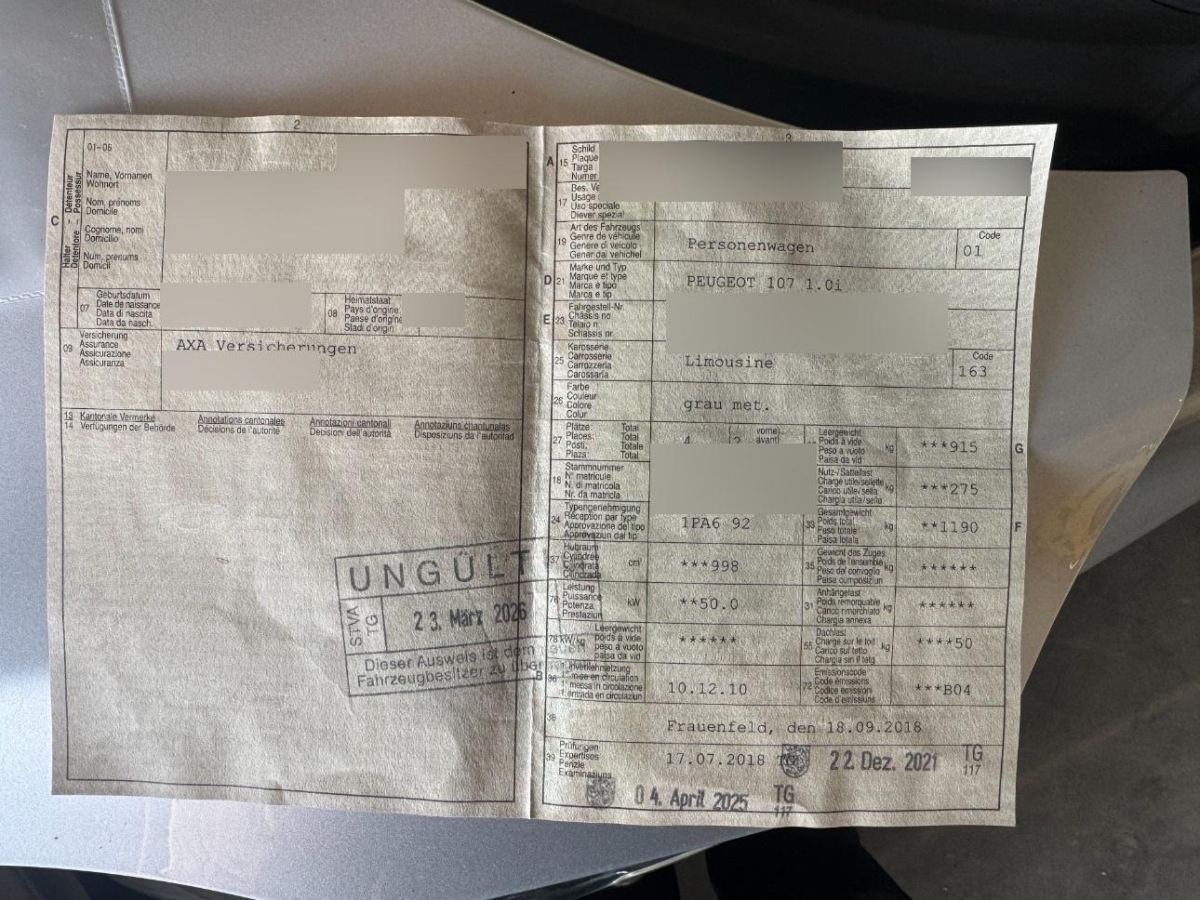 2
01-06
C
Halter - Détenteur
Detentore - Possessur
Name, Vornamen
Wohnort
Nom, prénoms
Domicile
Cognome, nomi
Domicilio
Num, prenums
Domicil
07
Geburtsdatum
Date de naissance
Data di nascita
Data da nasch.
08
Heimatstaat
Pays d'origine
Paese d'origine
Stadi d'origin
09
Versicherung
Assurance
Assicurazione
Assicuranza
AXA Versicherungen
13 Kantonale Vermerke Annotations cantonales Annotazioni cantonali Annotaziuns chantunalas
14 Verfügungen der Behörde Décisions de l'autorité Decisioni dell'autorità Disposiziuns da l'autoritad
UNGÜLT
STVA
TG
23. März 2026
Dieser Ausweis ist dem
Fahrzeugbesitzer zu über
3
A 15
Schild
Plaque
Targa
Numer
17
Bes. Ve
Usage
Uso speciale
Diever spezial
19
Art des Fahrzeugs
Genre de véhicule
Genere di veicolo
Gener dal vehichel
Personenwagen
Code
01
D 21
Marke und Typ
Marque et type
Marca e tipo
Marca e tip
PEUGEOT 107 1.0i
E 23
Fahrgestell-Nr.
Châssis no
Telaio n.
Schassis nr.
25
Karosserie
Carrosserie
Carrozzeria
Carossaria
Limousine
Code
163
26
Farbe
Couleur
Colore
Colur
grau met.
27
Plätze: Total
Places: Total
Posti: Totale
Plaza: Total
4
vorne
avanti
Leergewicht
Poids à vide
Peso a vuoto
Paisa da vid
kg
***915
G
18
Stammnummer
N° matricule
N. di matricola
Nr. da matricla
Nutz-/Sattellast
Charge utile/sellette
Carico utile/sella
Chargia utila/sella
kg
***275
24
Typengenehmigung
Réception par type
Approvazione del tipo
Approvaziun dal tip
1PA6 92
33
Gesamtgewicht
Poids total
Peso totale
Paisa totala
kg
**1190
F
37
Hubraum
Cylindrée
Cilindrata
Cilindrada
cm³
***998
35
Gewicht des Zuges
Poids de l'ensemble
Peso del convoglio
Paisa cumposiziun
kg
******
76
Leistung
Puissance
Potenza
Prestaziun
kW
**50.0
31
Anhängelast
Poids remorquable
Carico rimorchiato
Chargia annexa
kg
******
78 kW/kg
Leergewicht
poids à vide
peso a vuoto
paisa da vid
******
55
Dachlast
Charge sur le toit
Carico sul tetto
Chargia sin il tetg
kg
****50
B 36
1. Inverkehrsetzung
1. mise en circulation
1. messa in circolazione
1. entrada en circulaziun
10.12.10
72
Emissionscode
Code émissions
Codice emissioni
Code d'emissiuns
***B04
38
Frauenfeld, den 18.09.2018
39
Prüfungen
Expertises
Perizie
Examinaziuns
17.07.2018 TG
22. Dez. 2021
TG
117
04. April 2025
TG
117